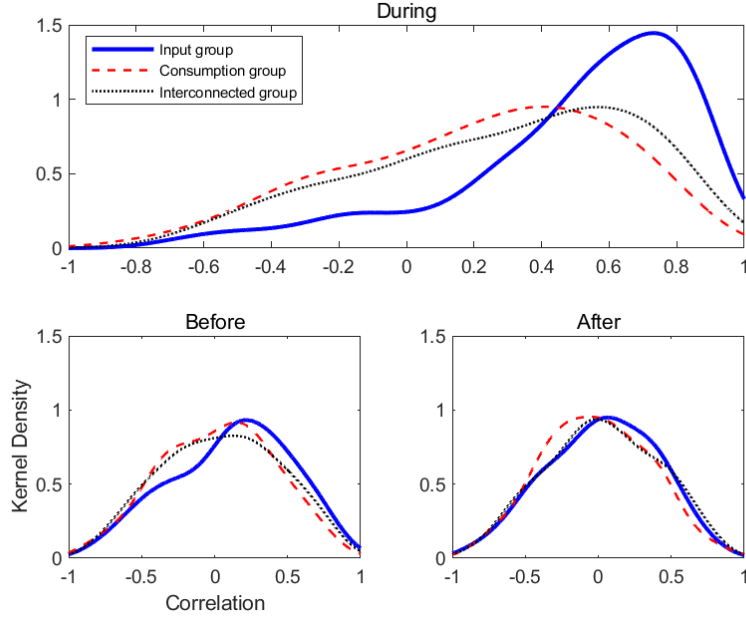 During
1.5
1
0.5
0
Input group
Consumption group
Interconnected group
-1 -0.8 -0.6 -0.4 -0.2 0 0.2 0.4 0.6 0.8 1
Before
After
Kernel Density
1.5
1
0.5
0
-1 -0.5 0 0.5 1
Correlation
1.5
1
0.5
0
-1 -0.5 0 0.5 1